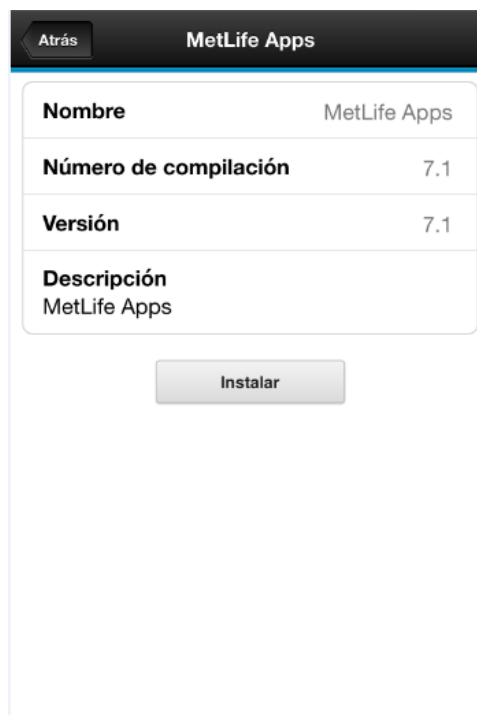 Atrás MetLife Apps
Nombre MetLife Apps
Número de compilación 7.1
Versión 7.1
Descripción
MetLife Apps
Instalar